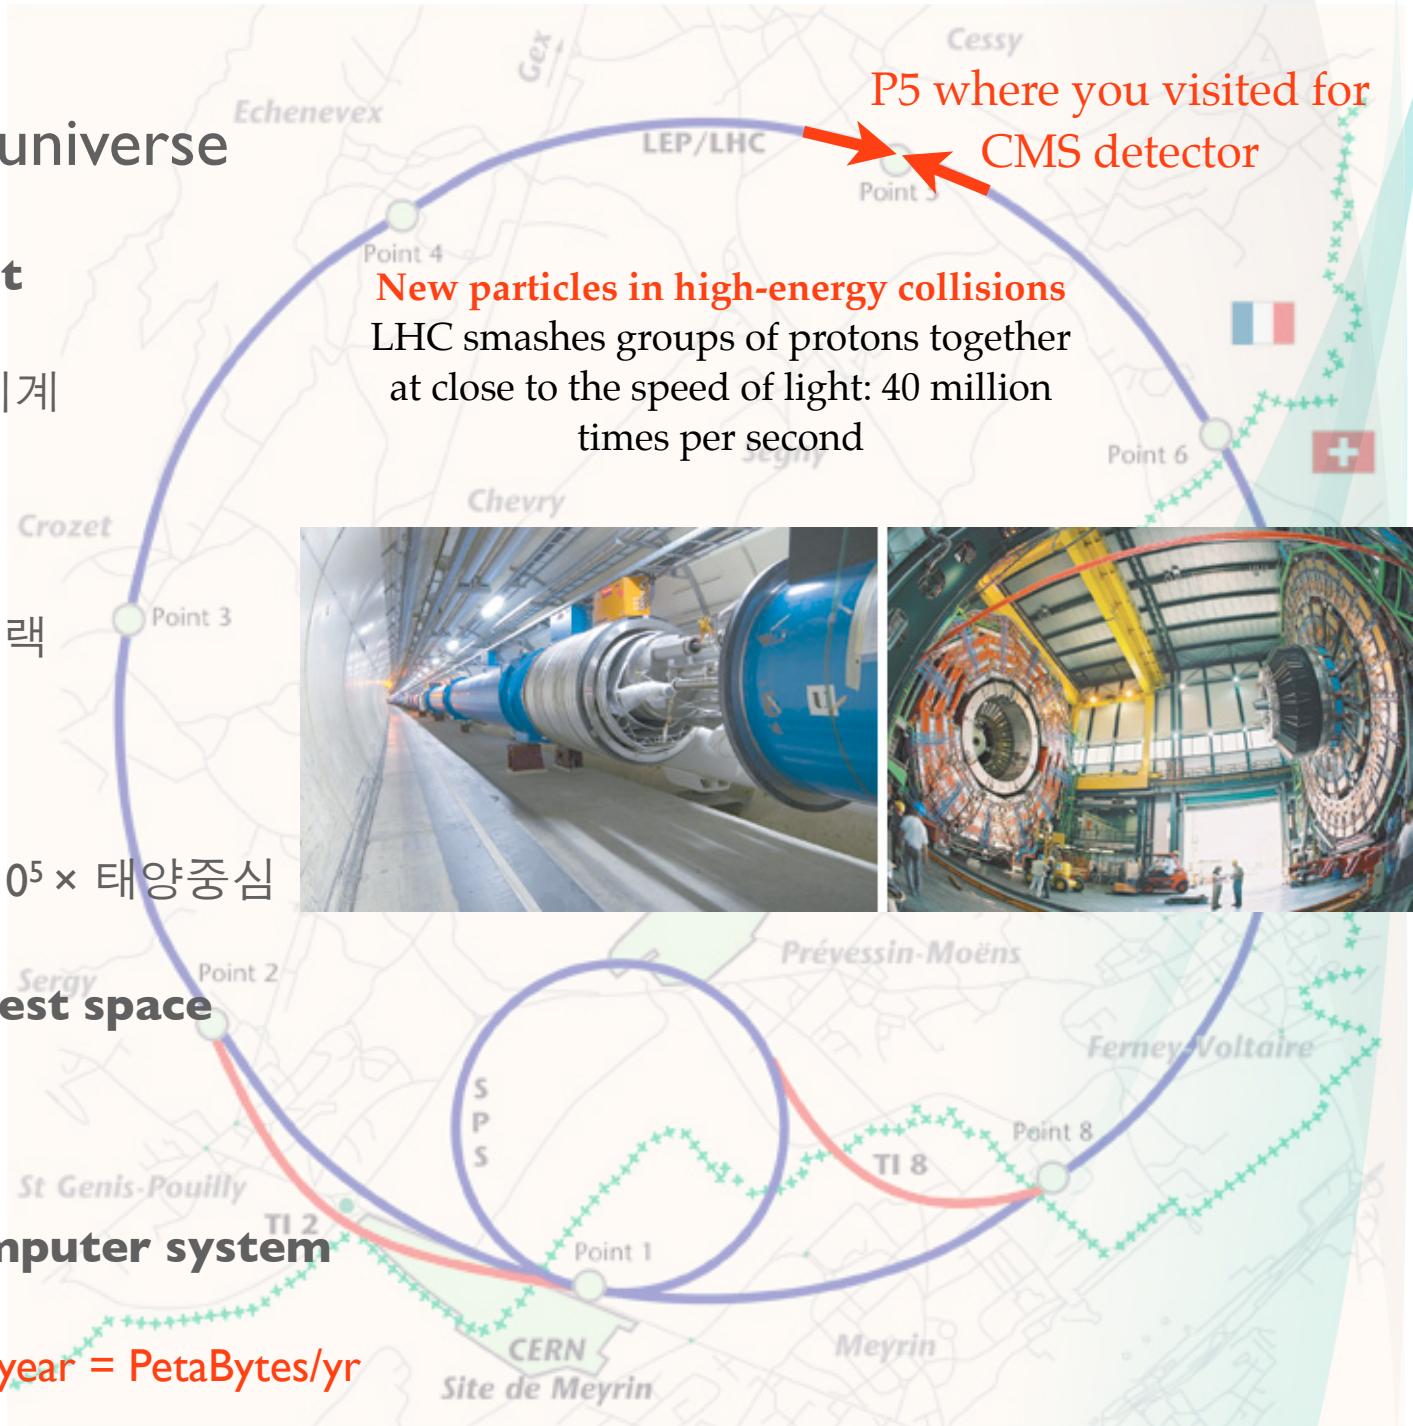 Cessy
Gex
P5 where you visited for
Echenevex
universe
LEP/LHC
CMS detector
Point 5
Point 4
t
New particles in high-energy collisions
LHC smashes groups of protons together
계
at close to the speed of light: 40 million
times per second
Segny
Point 6
Chevry
Crozet
Point 3
랙
U
0⁵ × 태양중심
Prévessin-Moëns
Point 2
Sergy
est space
Ferney-Voltaire
S
P
S
Point 8
TI 8
St Genis-Pouilly
TI 2
mputer system
Point 1
CERN
Meyrin
year = PetaBytes/yr
Site de Meyrin